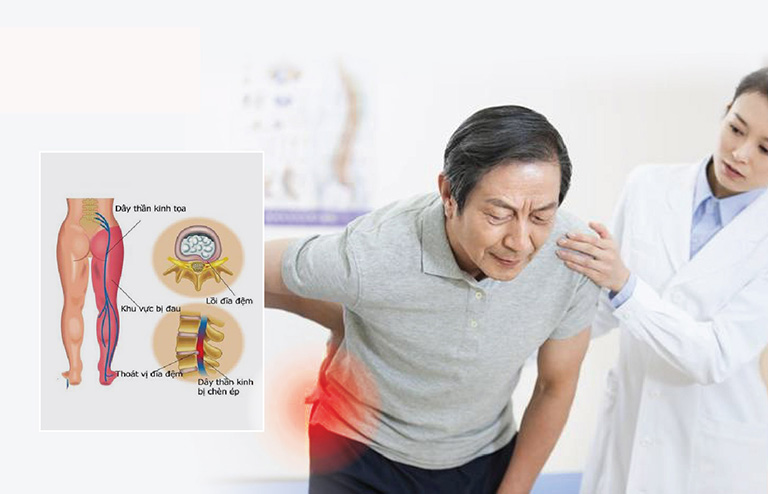 Dây thần kinh tọa
Lồi đĩa đệm
Khu vực bị đau
Thoát vị đĩa đệm
Dây thần kinh
bị chèn ép